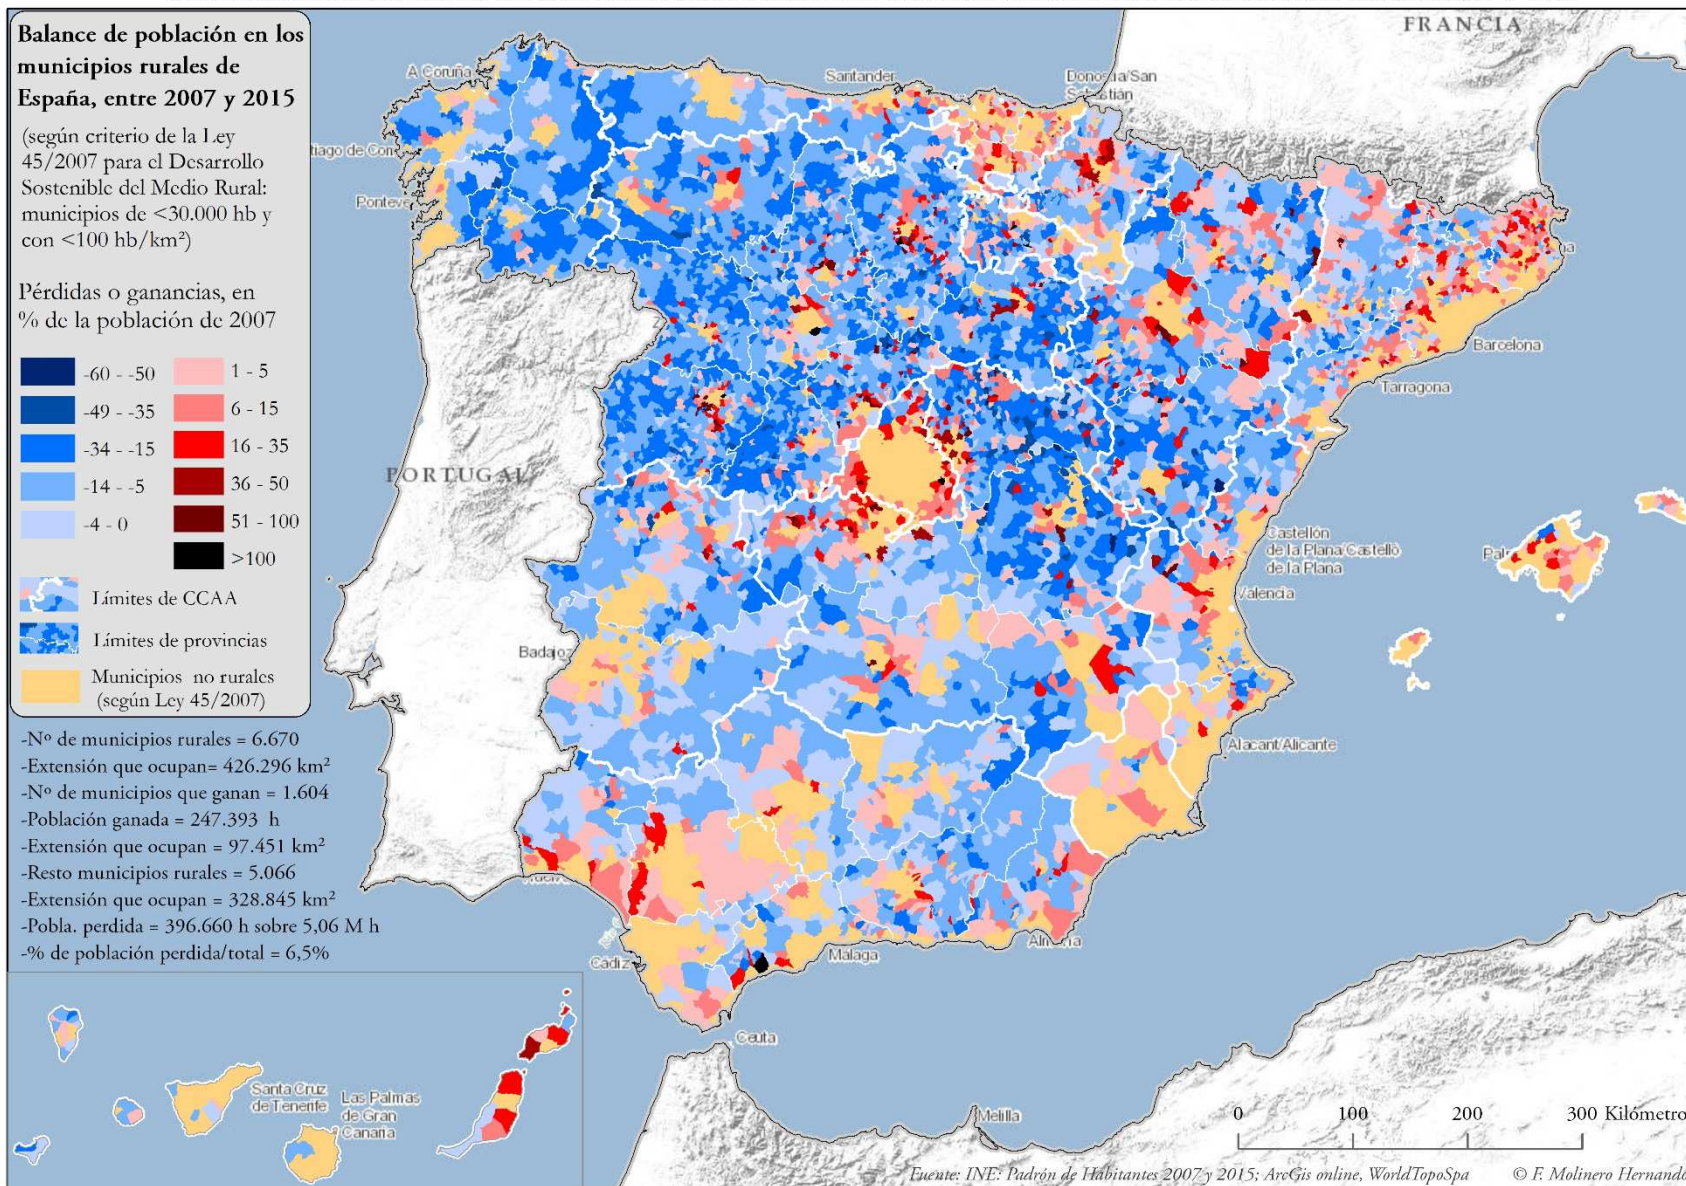 Balance de población en los
municipios rurales de
España, entre 2007 y 2015
(según criterio de la Ley
45/2007 para el Desarrollo
Sostenible del Medio Rural:
municipios de <30.000 hb y
con <100 hb/km²)
Pérdidas o ganancias, en
% de la población de 2007
-60 - -50
-49 - -35
-34 - -15
-14 - -5
-4 - 0
1 - 5
6 - 15
16 - 35
36 - 50
51 - 100
>100
Límites de CCAA
Límites de provincias
Municipios no rurales
(según Ley 45/2007)
-Nº de municipios rurales = 6.670
-Extensión que ocupan= 426.296 km²
-Nº de municipios que ganan = 1.604
-Población ganada = 247.393 h
-Extensión que ocupan = 97.451 km²
-Resto municipios rurales = 5.066
-Extensión que ocupan = 328.845 km²
-Pobla. perdida = 396.660 h sobre 5,06 M h
-% de población perdida/total = 6,5%
FRANCIA
A Coruña
Santander
Donostia/San
Sebastián
tiago de Com
Ponteve
Barcelona
Tarragona
PORTUGAL
Castellón
de la Plana/Castelló
de la Plana
Pal
Valencia
Badajoz
Alacant/Alicante
Almería
Cádiz
Malaga
Ceuta
Melilla
Santa Cruz
de Tenerife
Las Palmas
de Gran
Canaria
0 100 200 300 Kilómetro
Fuente: INE: Padrón de Habitantes 2007 y 2015; ArcGis online, WorldTopoSpa © F. Molinero Hernando